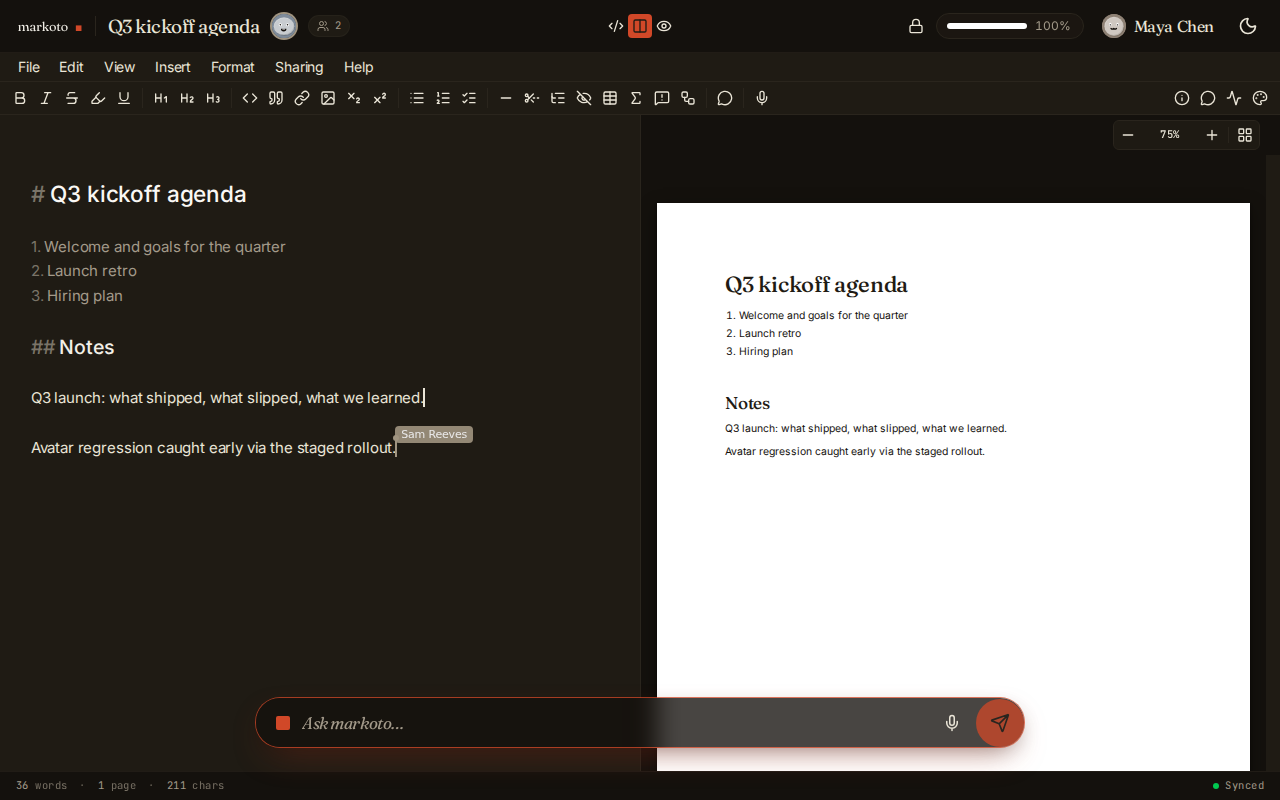 markoto
Q3 kickoff agenda
2
100%
Maya Chen
File Edit View Insert Format Sharing Help
H1 H2 H3
75%
# Q3 kickoff agenda
1. Welcome and goals for the quarter
2. Launch retro
3. Hiring plan
## Notes
Q3 launch: what shipped, what slipped, what we learned.
Sam Reeves
Avatar regression caught early via the staged rollout.
Q3 kickoff agenda
1. Welcome and goals for the quarter
2. Launch retro
3. Hiring plan
Notes
Q3 launch: what shipped, what slipped, what we learned.
Avatar regression caught early via the staged rollout.
Ask markoto...
36 words · 1 page · 211 chars
Synced